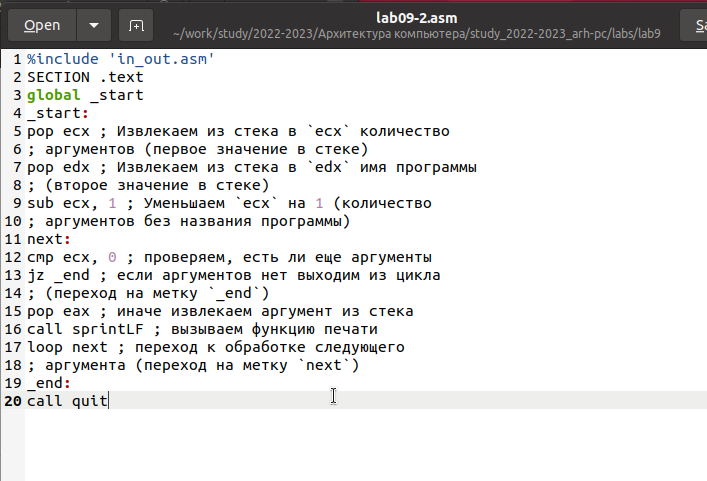 Open
lab09-2.asm
~/work/study/2022-2023/Архитектура компьютера/study_2022-2023_arh-pc/labs/lab9
Sa
1 %include 'in_out.asm'
2 SECTION .text
3 global _start
4 _start:
5 pop ecx ; Извлекаем из стека в `ecx` количество
6 ; аргументов (первое значение в стеке)
7 pop edx ; Извлекаем из стека в `edx` имя программы
8 ; (второе значение в стеке)
9 sub ecx, 1 ; Уменьшаем `ecx` на 1 (количество
10 ; аргументов без названия программы)
11 next:
12 cmp ecx, 0 ; проверяем, есть ли еще аргументы
13 jz _end ; если аргументов нет выходим из цикла
14 ; (переход на метку `_end`)
15 pop eax ; иначе извлекаем аргумент из стека
16 call sprintLF ; вызываем функцию печати
17 loop next ; переход к обработке следующего
18 ; аргумента (переход на метку `next`)
19 _end:
20 call quit